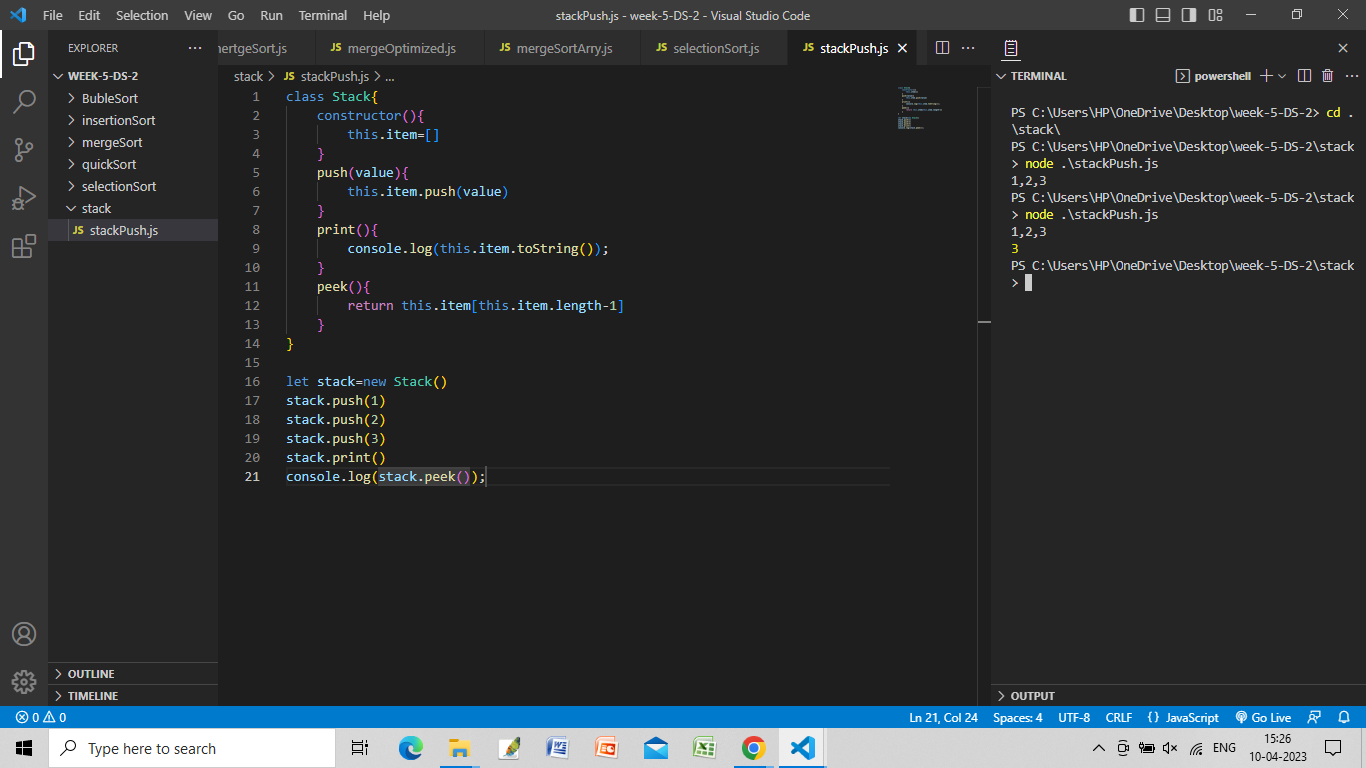 File Edit Selection View Go Run Terminal Help stackPush.js - week-5-DS-2 - Visual Studio Code
EXPLORER ···
WEEK-5-DS-2
BubleSort
insertionSort
mergeSort
quickSort
selectionSort
stack
JS stackPush.js
OUTLINE
TIMELINE
nertgeSort.js JS mergeOptimized.js JS mergeSortArry.js JS selectionSort.js JS stackPush.js
stack > JS stackPush.js > ...
1 class Stack{
2 constructor(){
3 this.item=[]
4 }
5 push(value){
6 this.item.push(value)
7 }
8 print(){
9 console.log(this.item.toString());
10 }
11 peek(){
12 return this.item[this.item.length-1]
13 }
14 }
15
16 let stack=new Stack()
17 stack.push(1)
18 stack.push(2)
19 stack.push(3)
20 stack.print()
21 console.log(stack.peek());
TERMINAL powershell
PS C:\Users\HP\OneDrive\Desktop\week-5-DS-2> cd .
\stack\
PS C:\Users\HP\OneDrive\Desktop\week-5-DS-2\stack
> node .\stackPush.js
1,2,3
PS C:\Users\HP\OneDrive\Desktop\week-5-DS-2\stack
> node .\stackPush.js
1,2,3
3
PS C:\Users\HP\OneDrive\Desktop\week-5-DS-2\stack
>
OUTPUT
0 0 Ln 21, Col 24 Spaces: 4 UTF-8 CRLF {} JavaScript Go Live
Type here to search ENG 15:26
10-04-2023